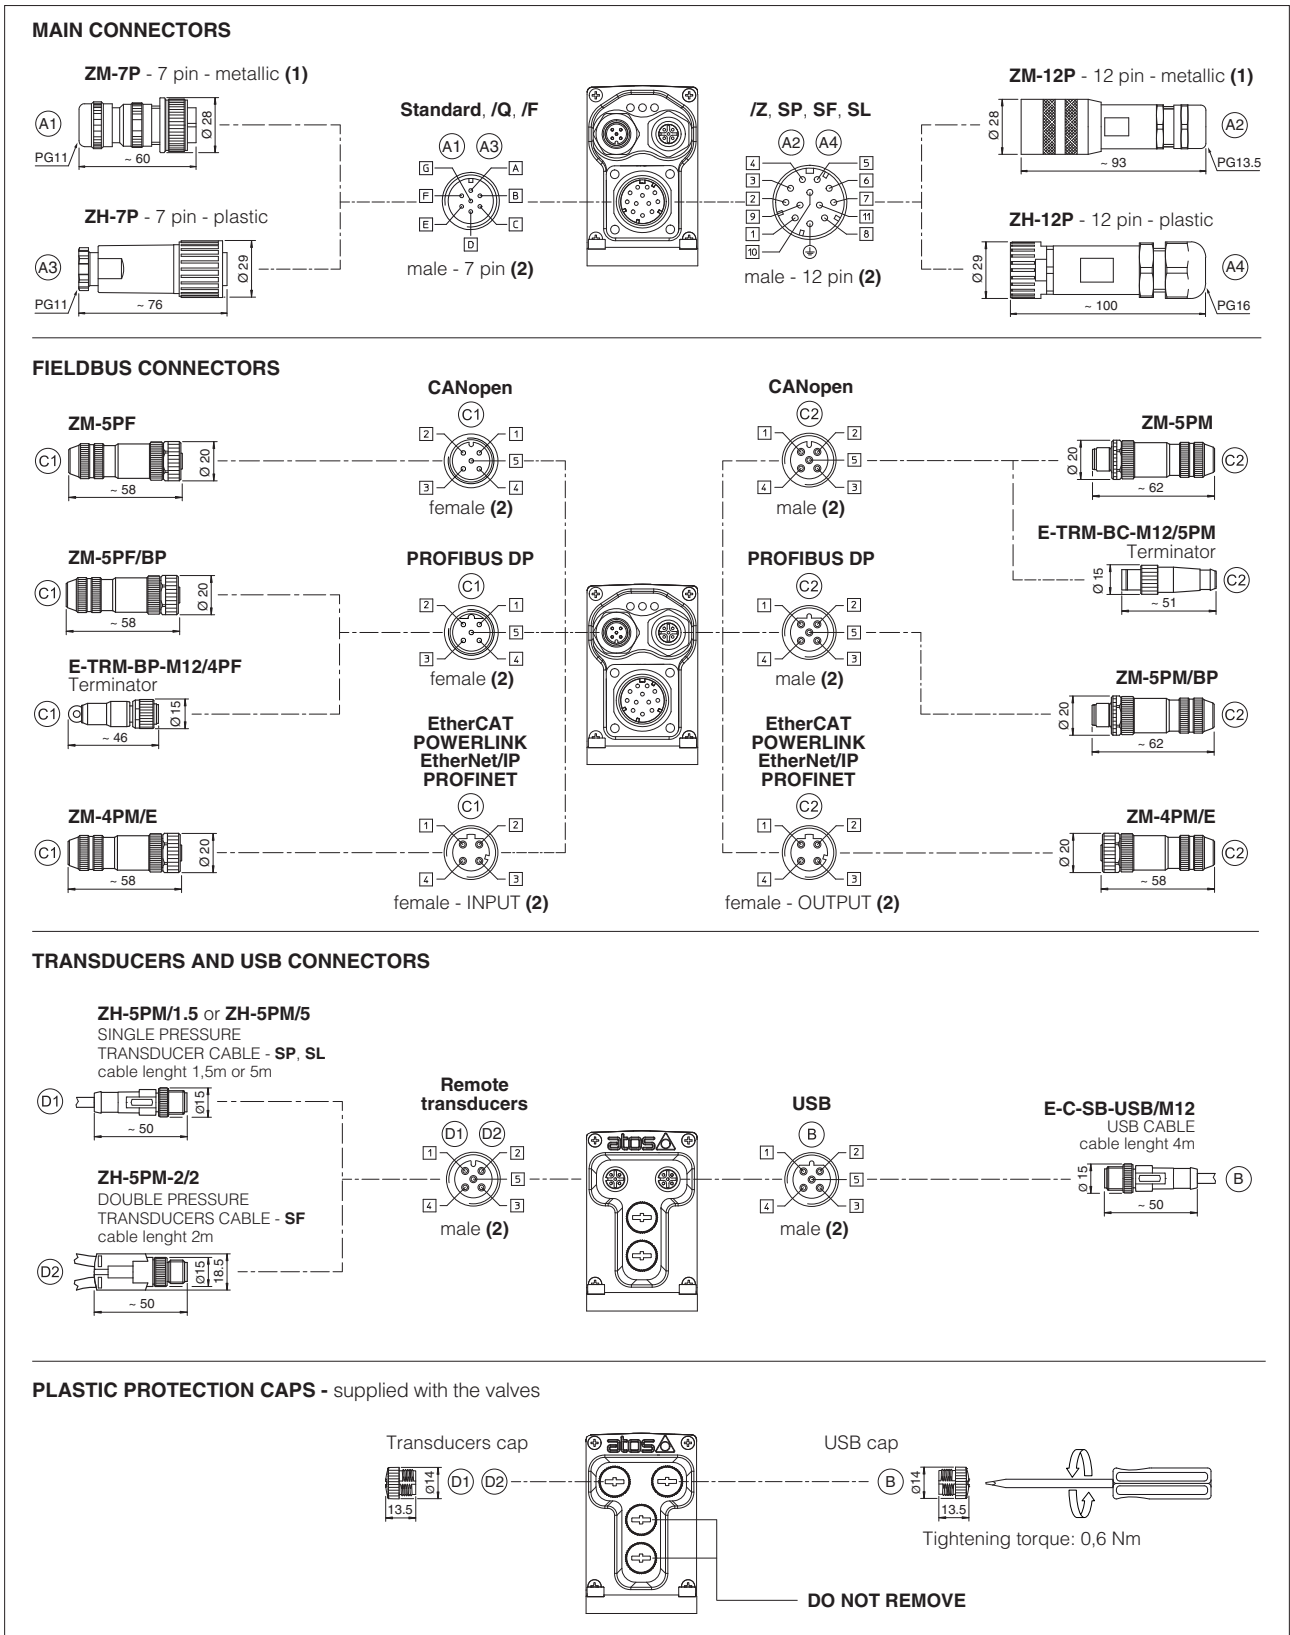 MAIN CONNECTORS
ZM-7P - 7 pin - metallic (1)
A1
PG11
~ 60
Ø 28
ZH-7P - 7 pin - plastic
A3
PG11
~ 76
Ø 29
Standard, /Q, /F
A1 A3
G
A
F
B
E
C
D
male - 7 pin (2)
/Z, SP, SF, SL
A2 A4
4
5
3
6
2
7
9
11
1
8
10
male - 12 pin (2)
ZM-12P - 12 pin - metallic (1)
Ø 28
~ 93
A2
PG13.5
ZH-12P - 12 pin - plastic
Ø 29
~ 100
A4
PG16
FIELDBUS CONNECTORS
ZM-5PF
C1
~ 58
Ø 20
CANopen
C1
2
1
5
3
4
female (2)
CANopen
C2
1
2
5
4
3
male (2)
ZM-5PM
Ø 20
~ 62
C2
E-TRM-BC-M12/5PM
Terminator
Ø 15
~ 51
C2
ZM-5PF/BP
C1
~ 58
Ø 20
E-TRM-BP-M12/4PF
Terminator
C1
~ 46
Ø 15
PROFIBUS DP
C1
2
1
5
3
4
female (2)
PROFIBUS DP
C2
1
2
5
4
3
male (2)
ZM-5PM/BP
Ø 20
~ 62
C2
ZM-4PM/E
C1
~ 58
Ø 20
EtherCAT
POWERLINK
EtherNet/IP
PROFINET
C1
1
2
4
3
female - INPUT (2)
EtherCAT
POWERLINK
EtherNet/IP
PROFINET
C2
1
2
4
3
female - OUTPUT (2)
ZM-4PM/E
Ø 20
~ 58
C2
TRANSDUCERS AND USB CONNECTORS
ZH-5PM/1.5 or ZH-5PM/5
SINGLE PRESSURE
TRANSDUCER CABLE - SP, SL
cable lenght 1,5m or 5m
D1
~ 50
Ø15
ZH-5PM-2/2
DOUBLE PRESSURE
TRANSDUCERS CABLE - SF
cable lenght 2m
D2
~ 50
Ø15
18.5
Remote
transducers
D1 D2
1
2
5
4
3
male (2)
atos
USB
B
1
2
5
4
3
male (2)
E-C-SB-USB/M12
USB CABLE
cable lenght 4m
Ø 15
~ 50
B
PLASTIC PROTECTION CAPS - supplied with the valves
Transducers cap
Ø14
13.5
D1 D2
atos
USB cap
B
Ø14
13.5
Tightening torque: 0,6 Nm
DO NOT REMOVE